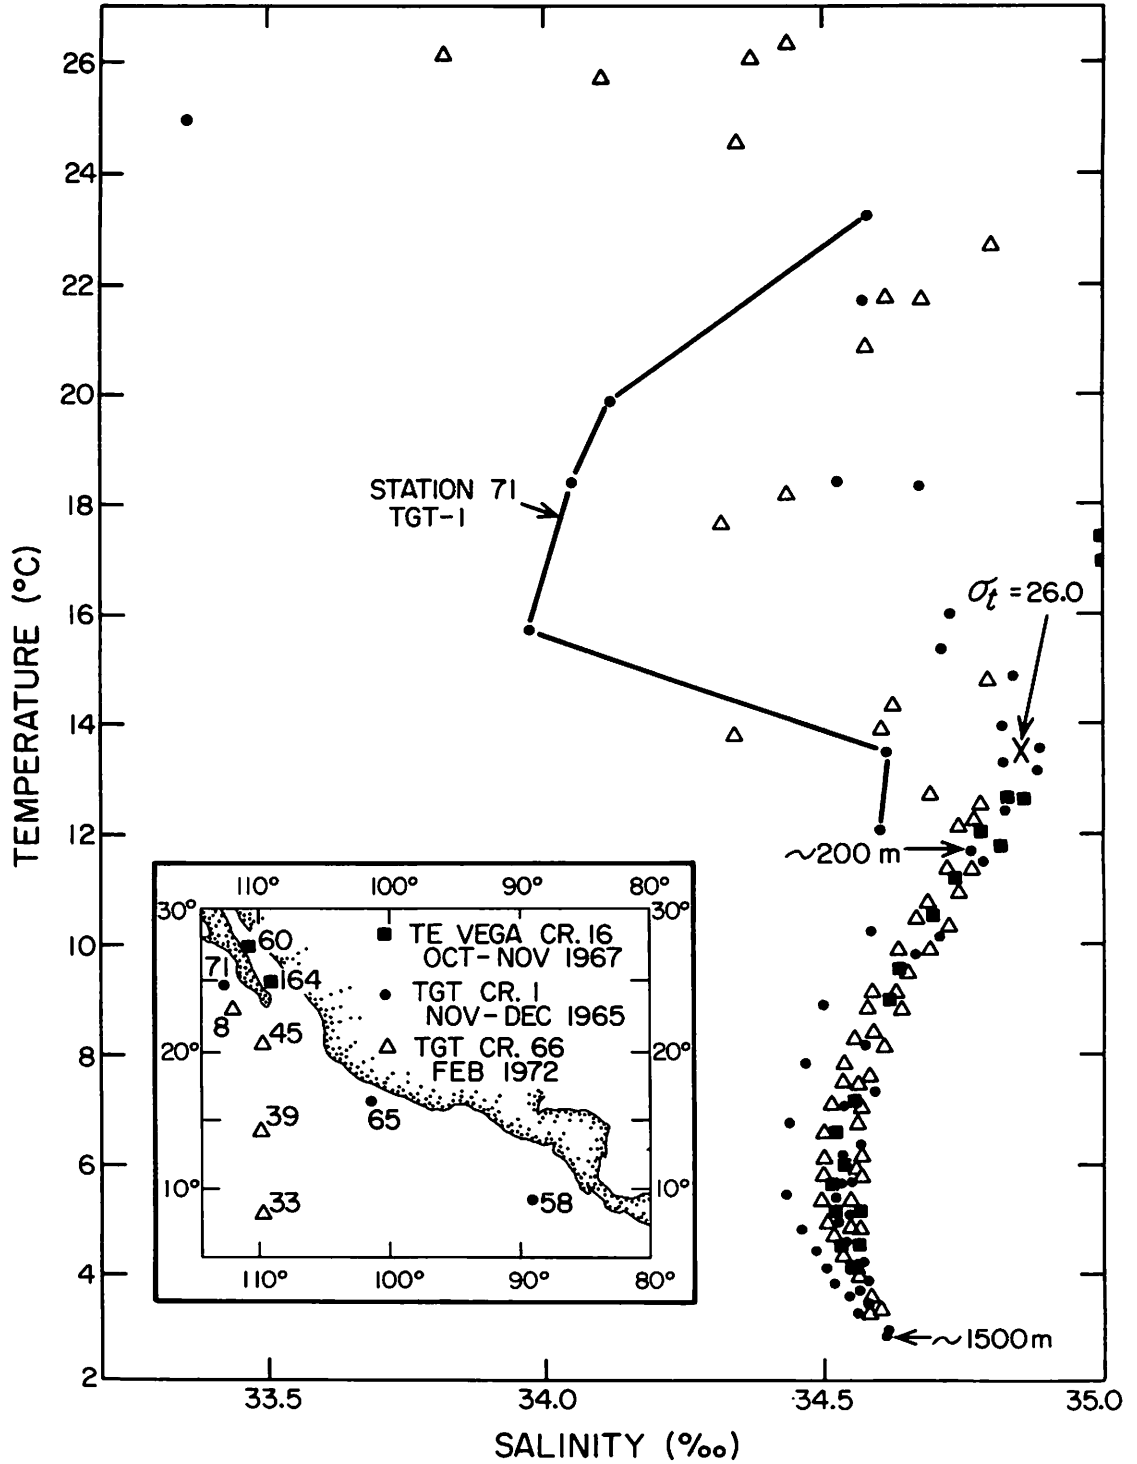 26
24
22
20
18
16
14
12
10
8
6
4
2
TEMPERATURE (°C)
STATION 71
TGT-1
σt = 26.0
~200 m
~1500 m
110° 100° 90° 80°
30° 30°
60
71
164
8
45
20° 20°
39
65
10° 10°
33
58
110° 100° 90° 80°
TE VEGA CR. 16
OCT-NOV 1967
TGT CR. 1
NOV-DEC 1965
TGT CR. 66
FEB 1972
33.5 34.0 34.5 35.0
SALINITY (‰)